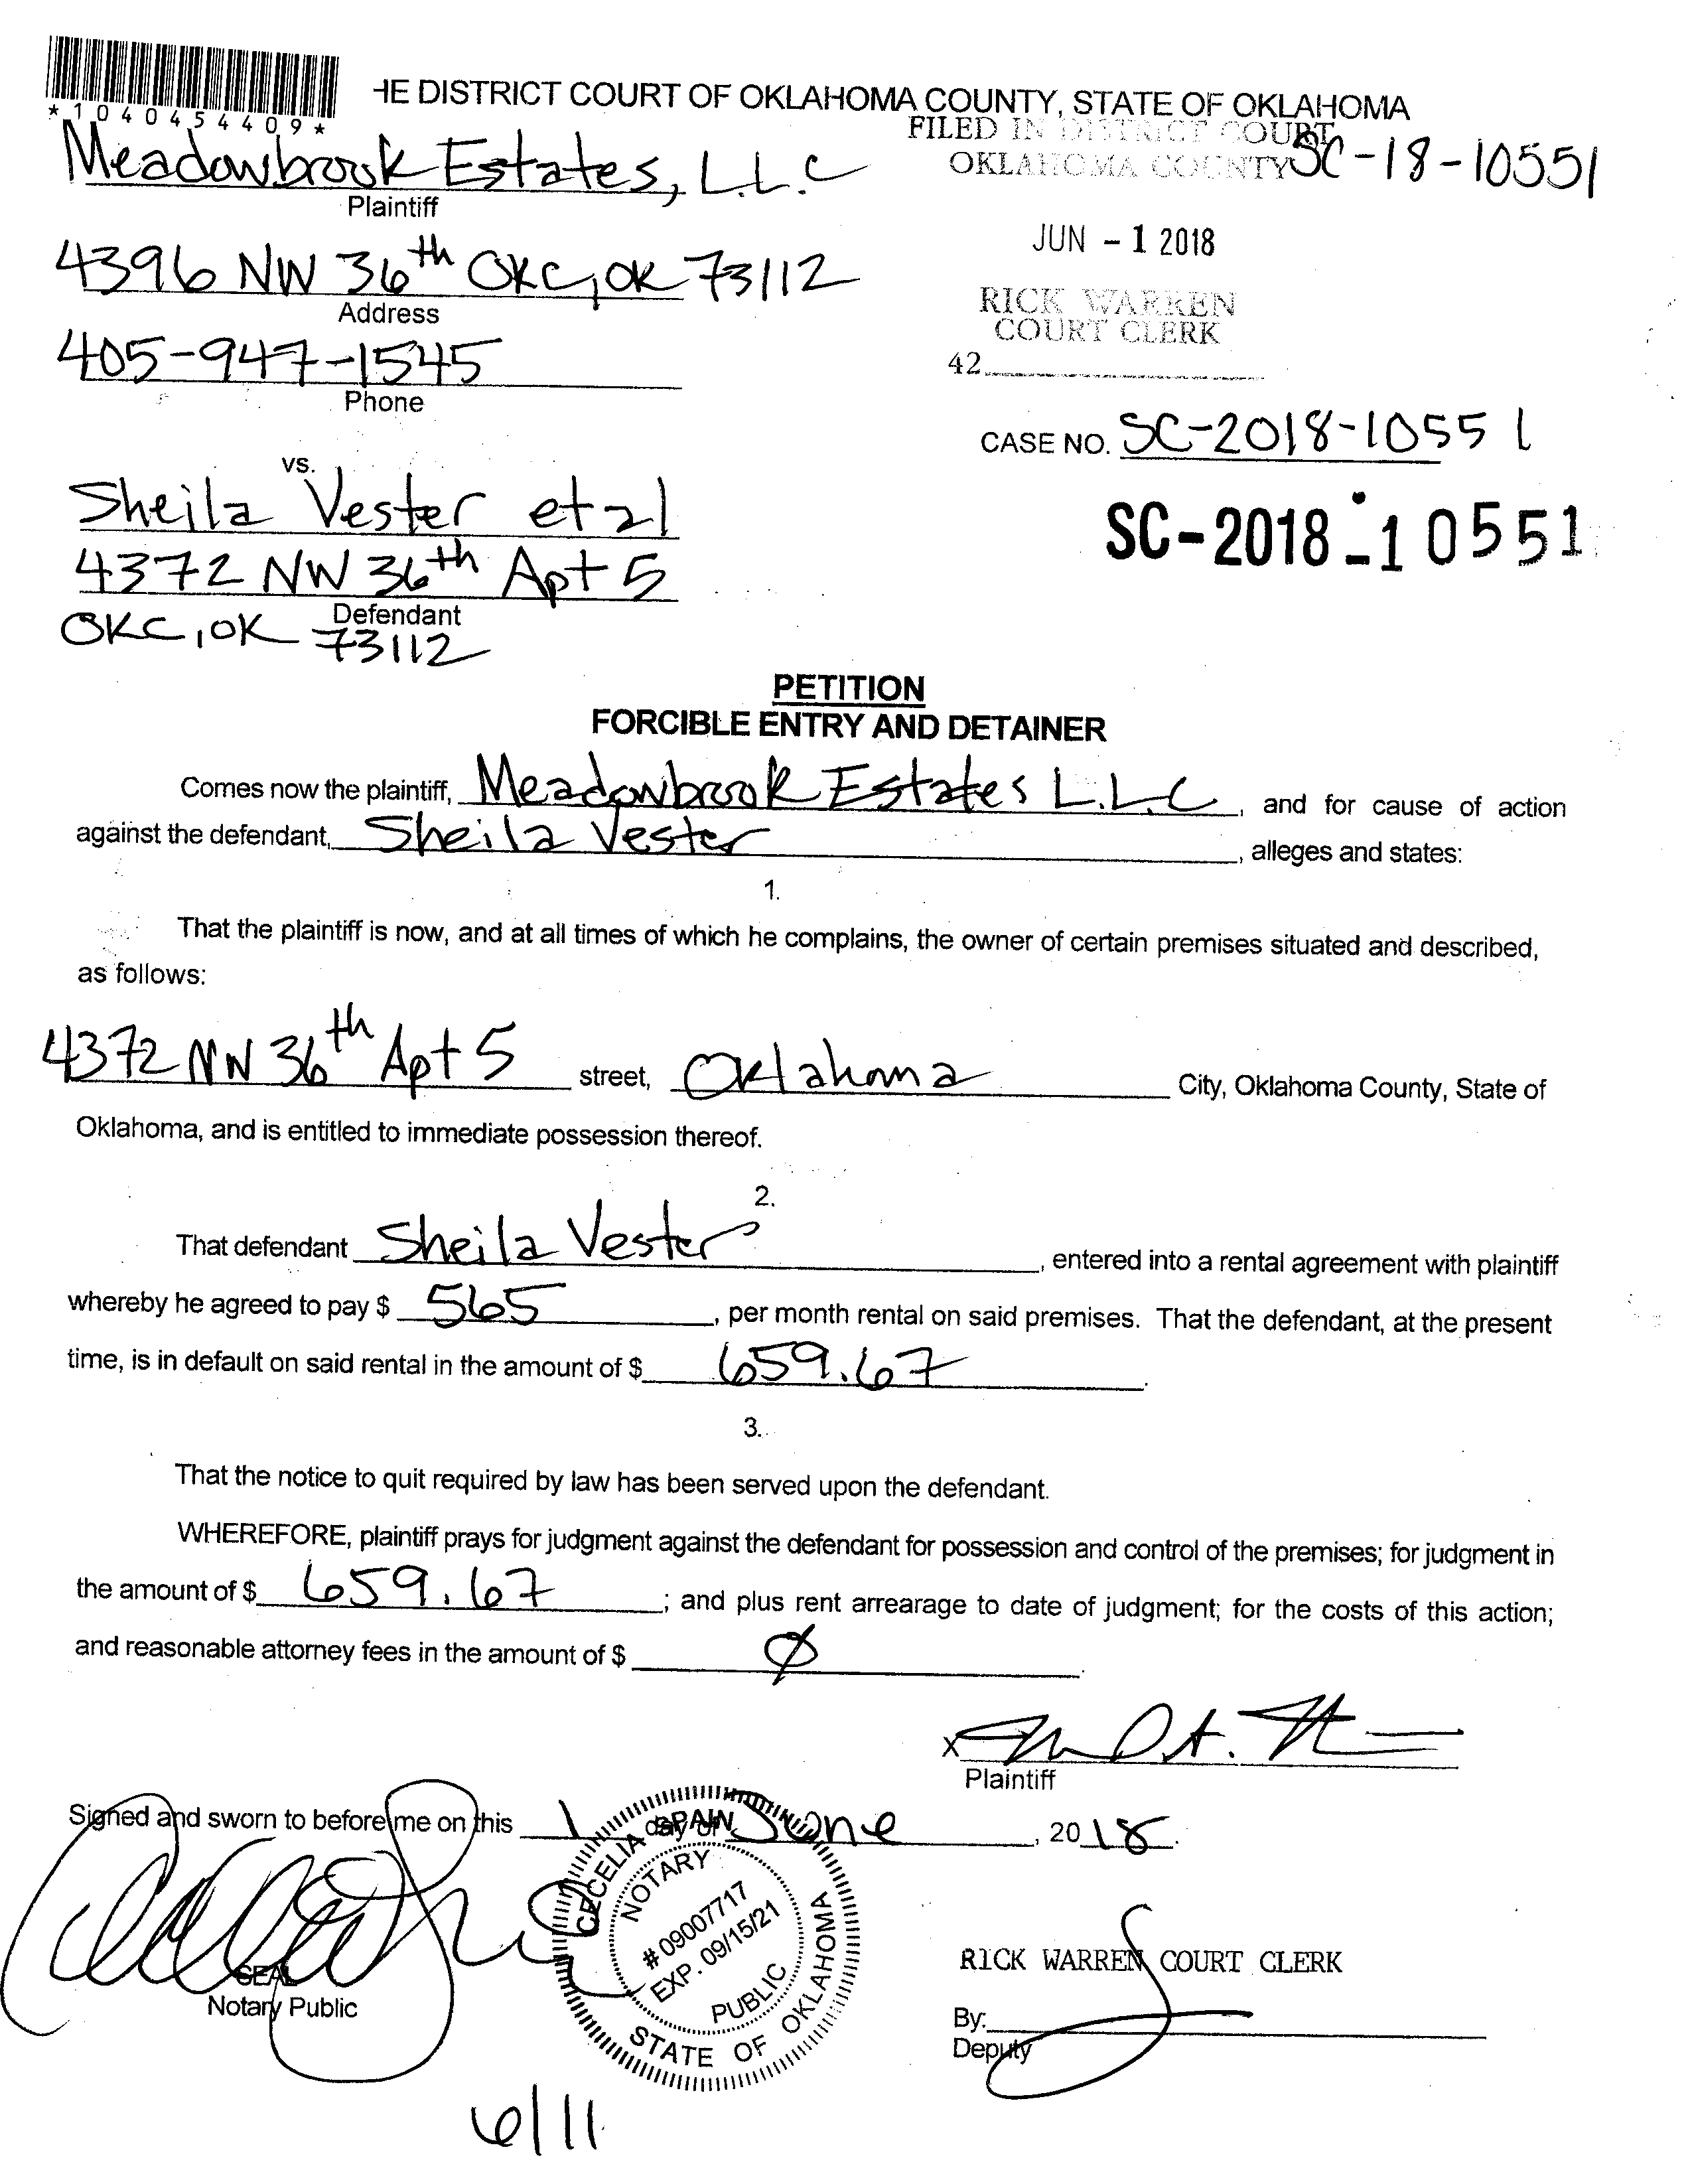 *1040454409*
HE DISTRICT COURT OF OKLAHOMA COUNTY, STATE OF OKLAHOMA
FILED IN DISTRICT COURT
OKLAHOMA COUNTY SC-18-10551
Meadowbrook Estates, L.L.C
Plaintiff
JUN - 1 2018
4396 NW 36th OKC, OK 73112
Address
RICK WARREN
COURT CLERK
42
405-947-1545
Phone
CASE NO. SC-2018-10551
vs.
Sheila Vester et al
SC-2018-10551
4372 NW 36th Apt 5
Defendant
OKC, OK 73112
PETITION
FORCIBLE ENTRY AND DETAINER
Comes now the plaintiff, Meadowbrook Estates L.L.C, and for cause of action
against the defendant, Sheila Vester, alleges and states:
1.
That the plaintiff is now, and at all times of which he complains, the owner of certain premises situated and described,
as follows:
4372 NW 36th Apt 5 street, Oklahoma City, Oklahoma County, State of
Oklahoma, and is entitled to immediate possession thereof.
2.
That defendant Sheila Vester, entered into a rental agreement with plaintiff
whereby he agreed to pay $ 565, per month rental on said premises. That the defendant, at the present
time, is in default on said rental in the amount of $ 659.67.
3.
That the notice to quit required by law has been served upon the defendant.
WHEREFORE, plaintiff prays for judgment against the defendant for possession and control of the premises; for judgment in
the amount of $ 659.67; and plus rent arrearage to date of judgment; for the costs of this action;
and reasonable attorney fees in the amount of $ Ø.
X
Plaintiff
Signed and sworn to before me on this 1 day of June, 2018.
CECELIA SPAIN
NOTARY
# 09007717
EXP. 09/15/21
PUBLIC
STATE OF OKLAHOMA
SEAL
Notary Public
RICK WARREN COURT CLERK
By:
Deputy
6/11